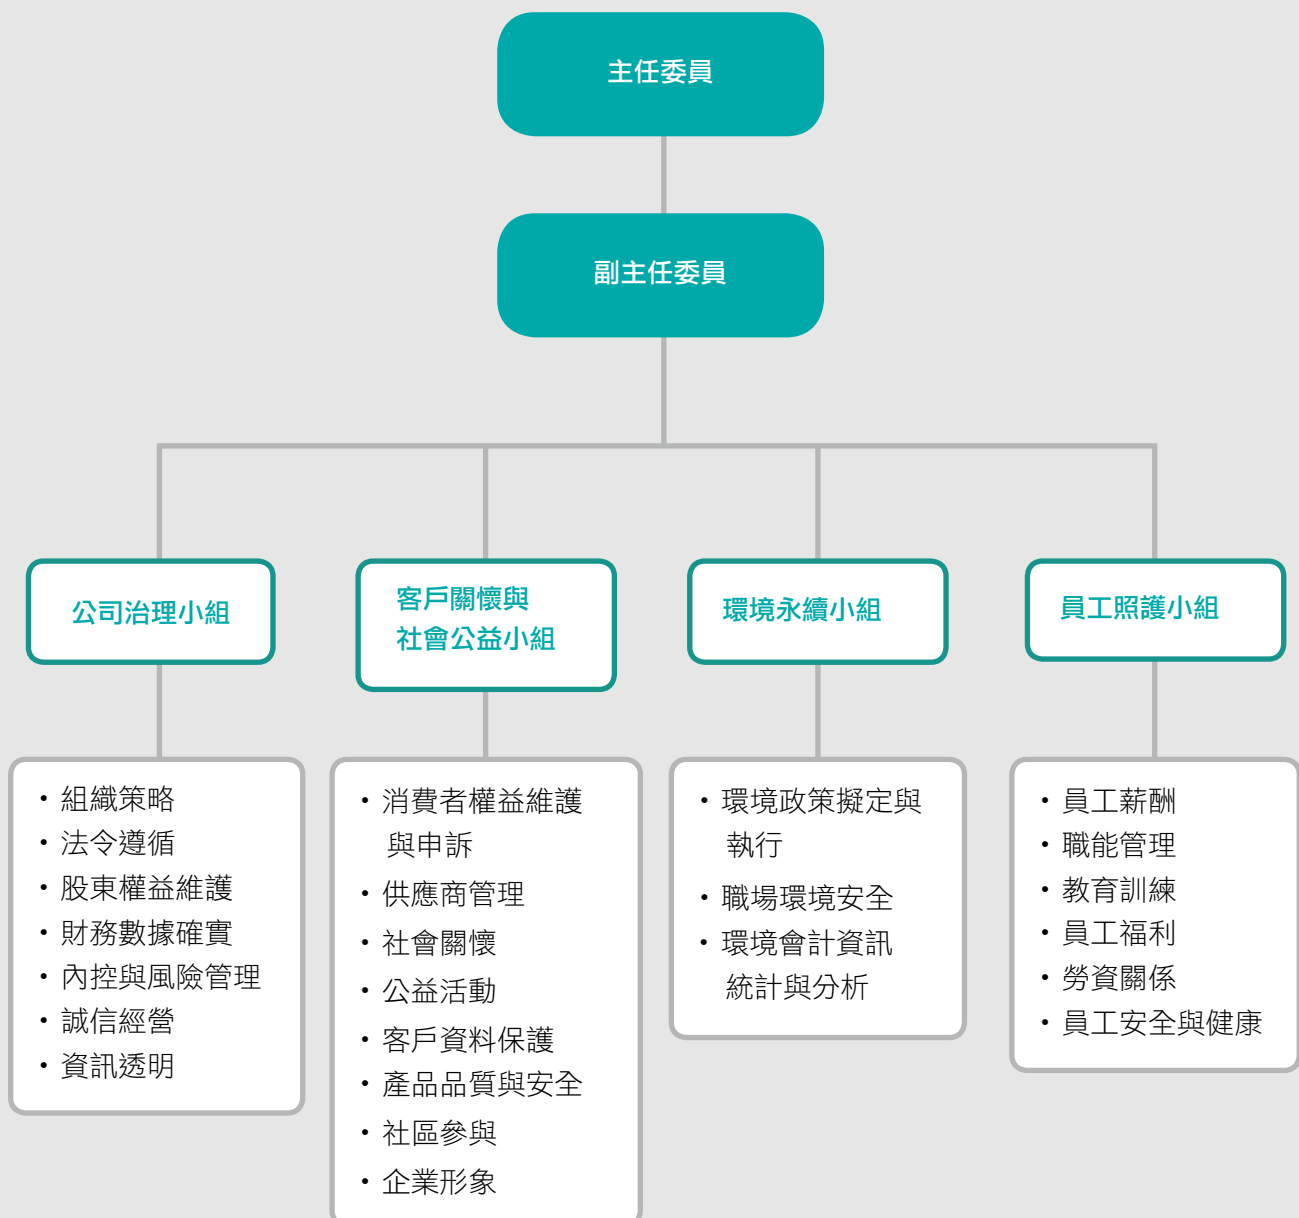 主任委員
副主任委員
公司治理小組
客戶關懷與
社會公益小組
環境永續小組
員工照護小組
・組織策略
・法令遵循
・股東權益維護
・財務數據確實
・內控與風險管理
・誠信經營
・資訊透明
・消費者權益維護
與申訴
・供應商管理
・社會關懷
・公益活動
・客戶資料保護
・產品品質與安全
・社區參與
・企業形象
・環境政策擬定與
執行
・職場環境安全
・環境會計資訊
統計與分析
・員工薪酬
・職能管理
・教育訓練
・員工福利
・勞資關係
・員工安全與健康